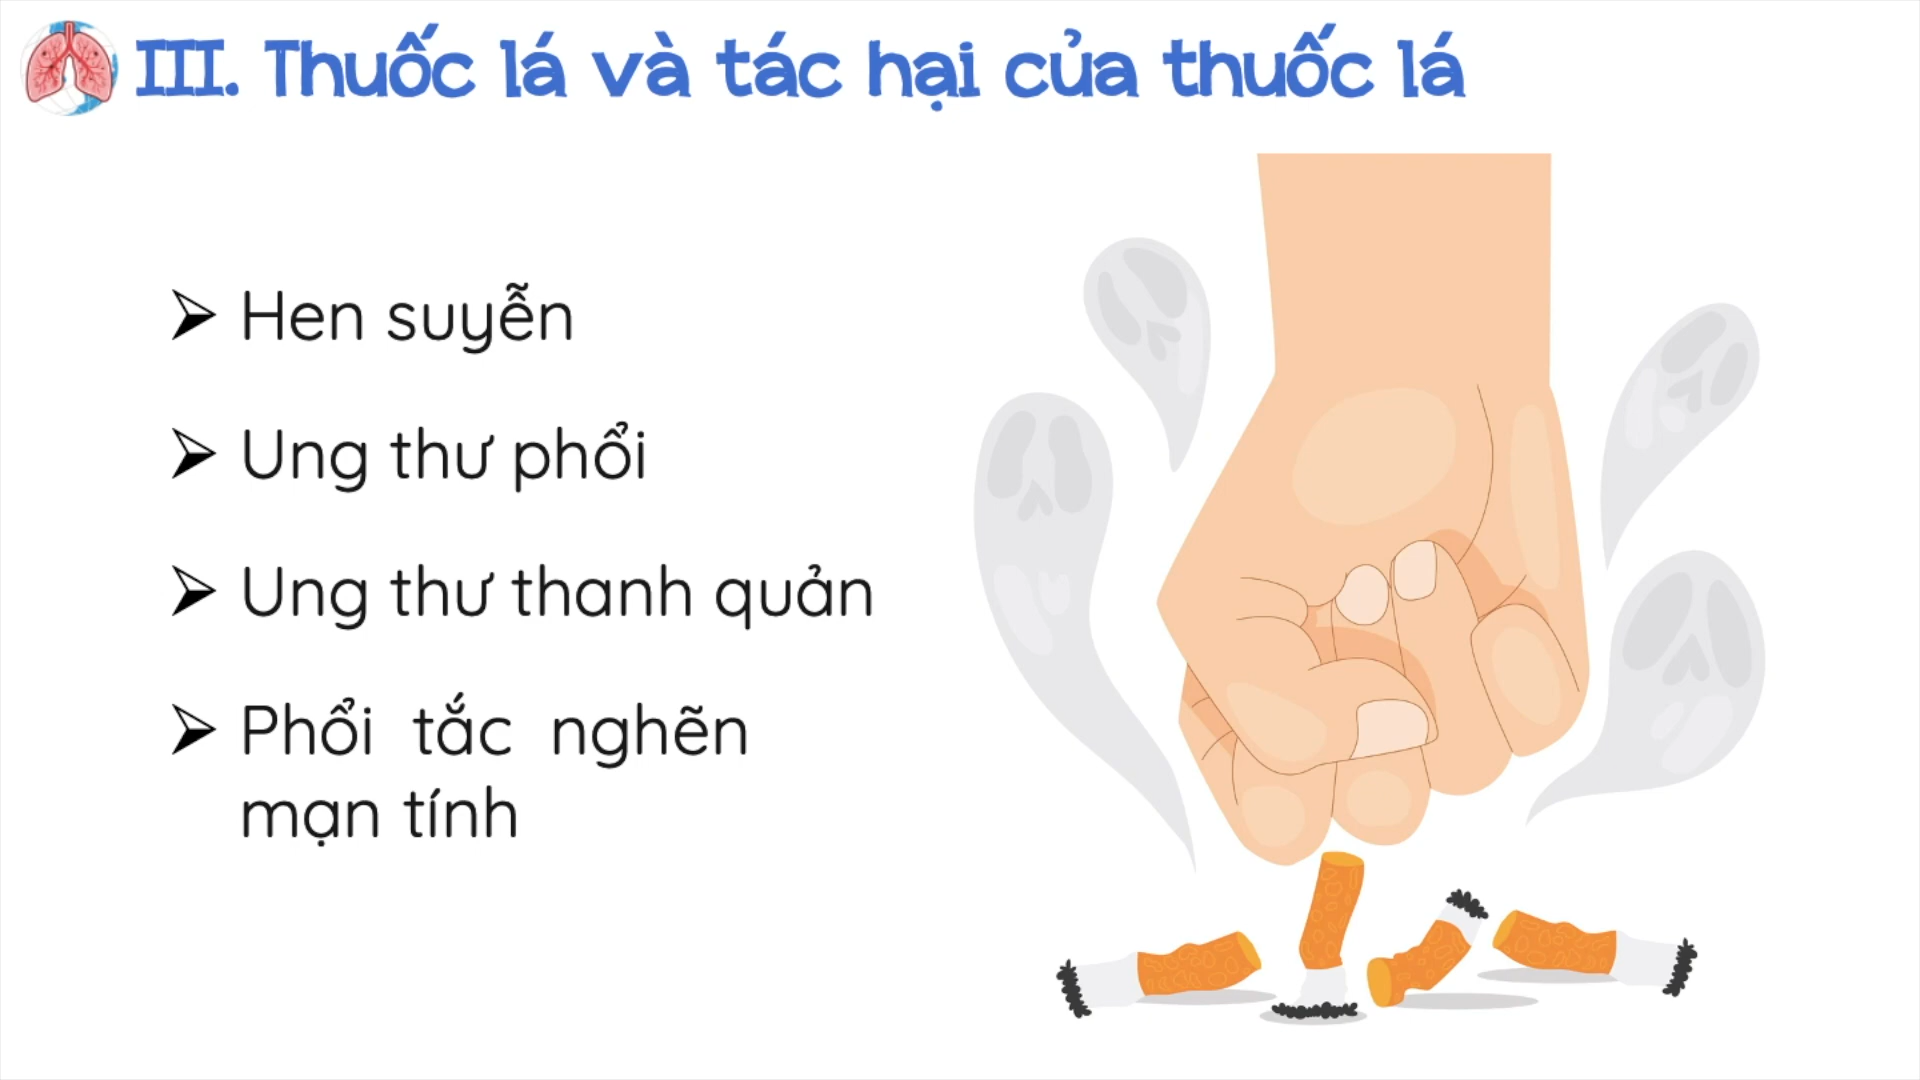 III. Thuốc lá và tác hại của thuốc lá
Hen suyễn
Ung thư phổi
Ung thư thanh quản
Phổi tắc nghẽn
mạn tính